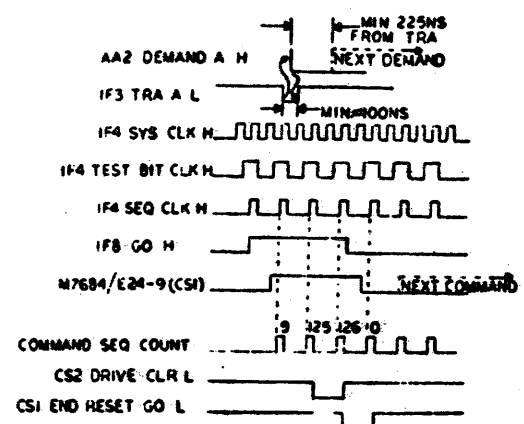 MIN 225NS
FROM TRA
AA2 DEMAND A H
NEXT DEMAND
IF3 TRA A L
MIN=100NS
IF4 SYS CLK H
IF4 TEST BIT CLK H
IF4 SEQ CLK H
IF8 GO H
M7684/E24-9(CS1)
NEXT COMMAND
9 125 126 0
COMMAND SEQ COUNT
CS2 DRIVE CLR L
CS1 END RESET GO L